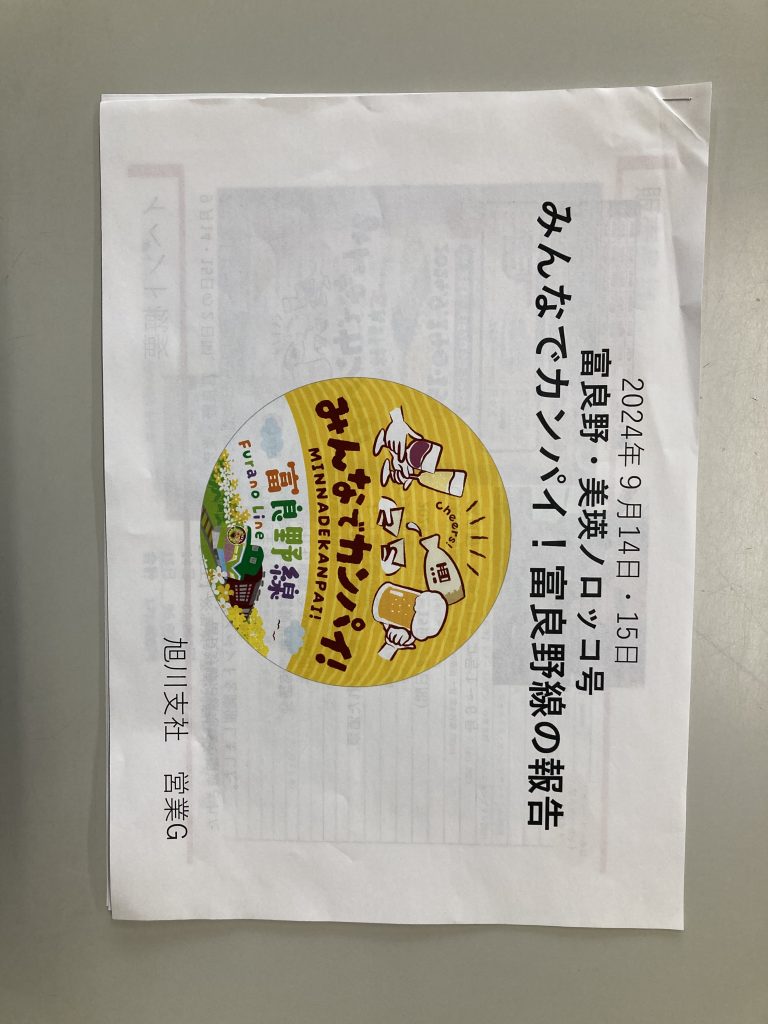 2024年9月14日・15日
富良野・美瑛ノロッコ号
みんなでカンパイ！富良野線の報告
Cheers!
酒
みんなでカンパイ!
MINNADEKANPAI!
富良野線
Furano Line
旭川支社　営業G